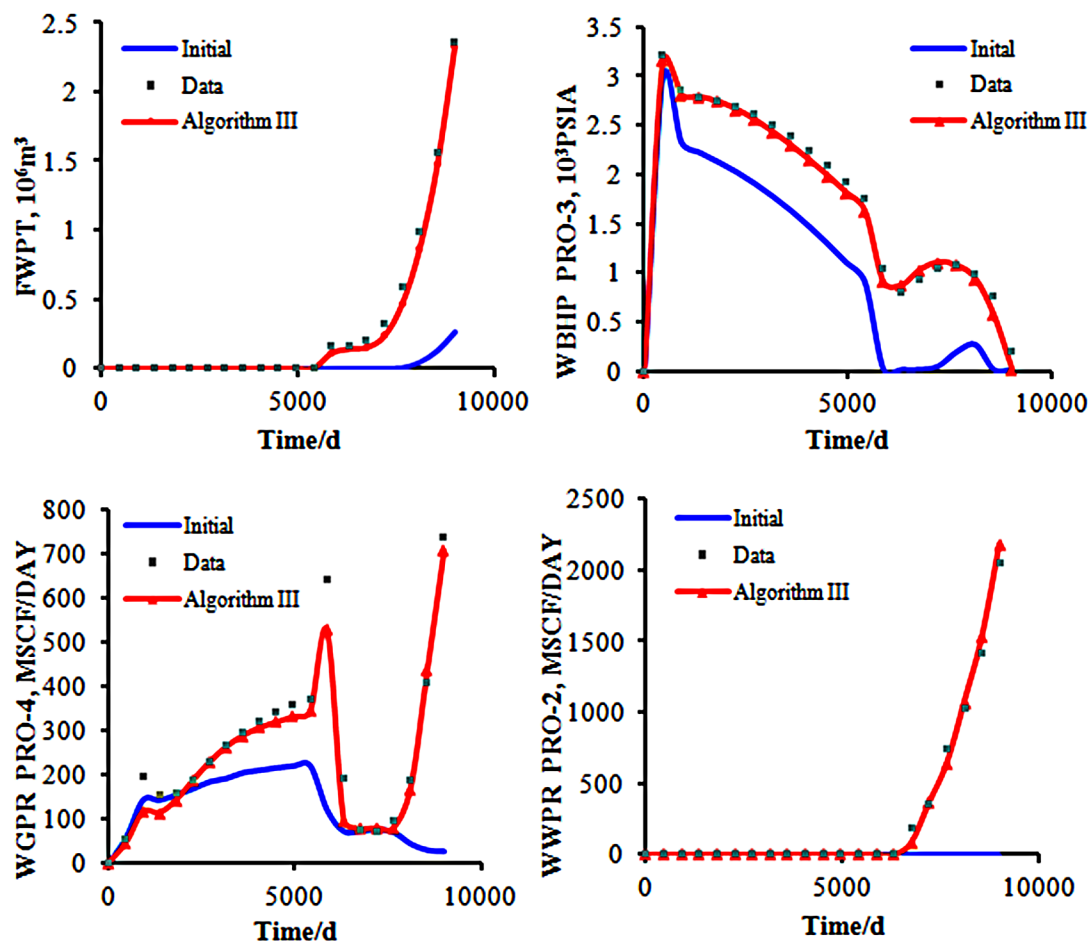 FWPT, 10⁶m³
2.5
2
1.5
1
0.5
0
Initial
Data
Algorithm III
0
5000
10000
Time/d
WBHP PRO-3, 10³PSIA
3.5
3
2.5
2
1.5
1
0.5
0
Inital
Data
Algorithm III
0
5000
10000
Time/d
WGPR PRO-4, MSCF/DAY
800
700
600
500
400
300
200
100
0
Initial
Data
Algorithm III
0
5000
10000
Time/d
WWPR PRO-2, MSCF/DAY
2500
2000
1500
1000
500
0
Initial
Data
Algorithm III
0
5000
10000
Time/d